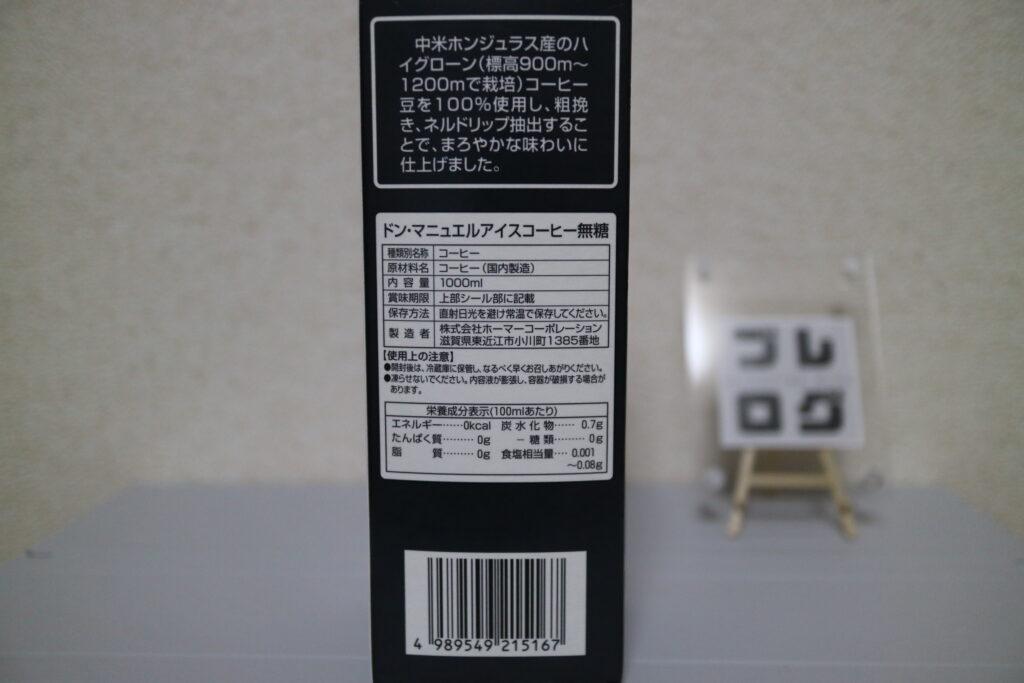 中米ホンジュラス産のハ
イグローン(標高900m〜
1200mで栽培)コーヒー
豆を100%使用し、粗挽
き、ネルドリップ抽出するこ
とで、まろやかな味わいに
仕上げました。
ドン・マニュエルアイスコーヒー無糖
種類別名称 コーヒー
原材料名 コーヒー(国内製造)
内容量 1000ml
賞味期限 上部シール部に記載
保存方法 直射日光を避け常温で保存してください。
製造者 株式会社ホーマーコーポレーション
滋賀県東近江市小川町1385番地
【使用上の注意】
●開封後は、冷蔵庫に保管し、なるべく早くお召しあがりください。
●凍らせないでください。内容液が膨張し、容器が破損する場合が
あります。
栄養成分表示(100mlあたり)
エネルギー……0kcal 炭水化物…… 0.7g
たんぱく質……… 0g −糖類…… 0g
脂質……… 0g 食塩相当量… 0.001
〜0.08g
4 989549 215167
ブレ
ログ